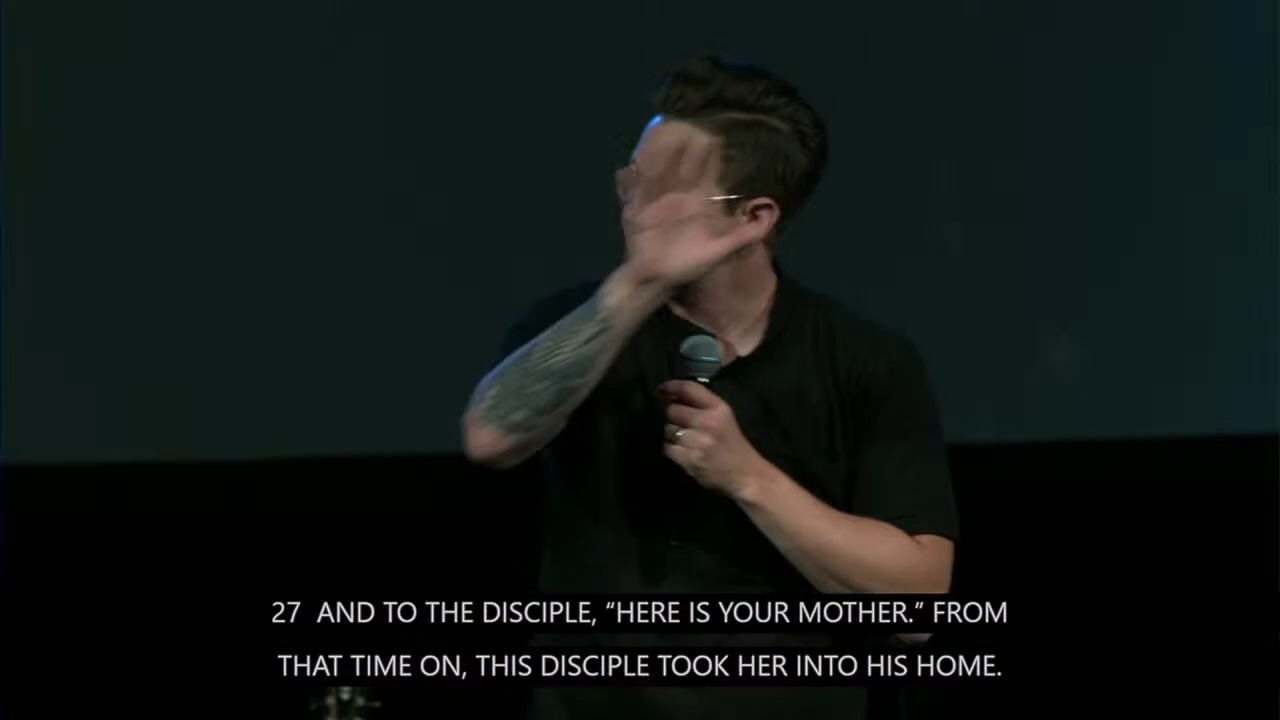 27  AND TO THE DISCIPLE, “HERE IS YOUR MOTHER.” FROM
THAT TIME ON, THIS DISCIPLE TOOK HER INTO HIS HOME.